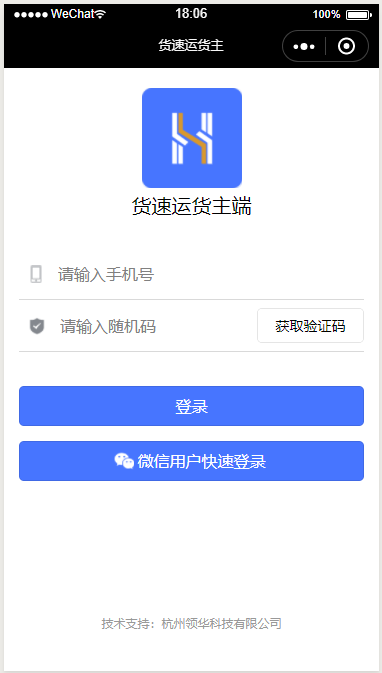 WeChat 18:06 100%
货速运货主
货速运货主端
请输入手机号
请输入随机码 获取验证码
登录
微信用户快速登录
技术支持：杭州领华科技有限公司